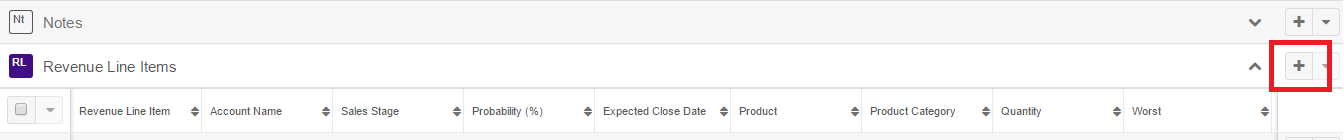 Nt Notes
RL Revenue Line Items
Revenue Line Item Account Name Sales Stage Probability (%) Expected Close Date Product Product Category Quantity Worst